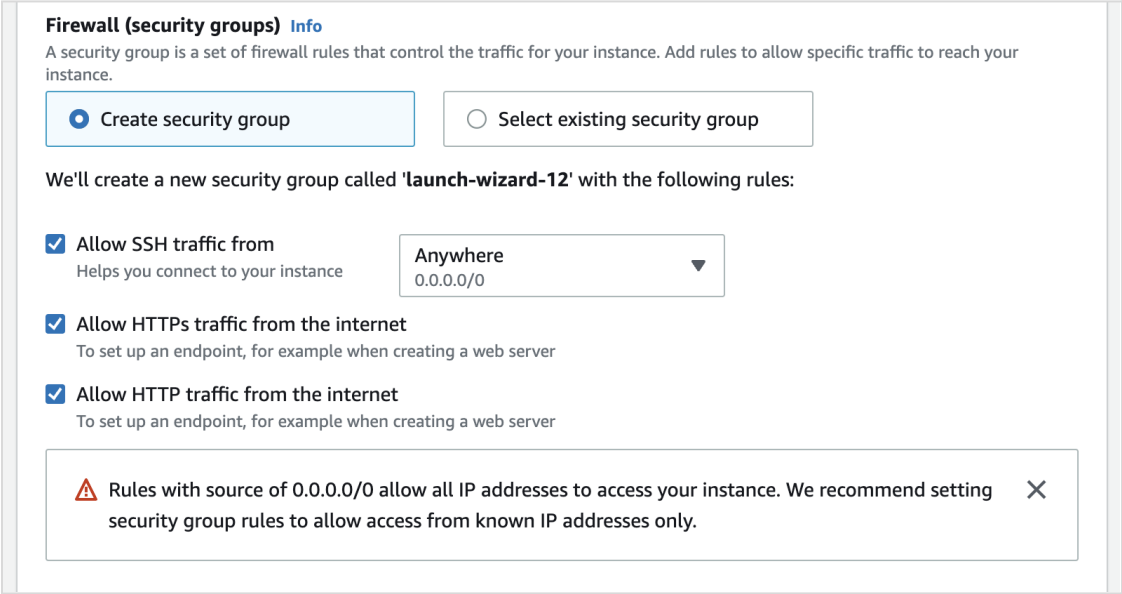 Firewall (security groups) Info
A security group is a set of firewall rules that control the traffic for your instance. Add rules to allow specific traffic to reach your
instance.
Create security group
Select existing security group
We'll create a new security group called 'launch-wizard-12' with the following rules:
Allow SSH traffic from
Helps you connect to your instance
Anywhere
0.0.0.0/0
Allow HTTPs traffic from the internet
To set up an endpoint, for example when creating a web server
Allow HTTP traffic from the internet
To set up an endpoint, for example when creating a web server
Rules with source of 0.0.0.0/0 allow all IP addresses to access your instance. We recommend setting
security group rules to allow access from known IP addresses only.